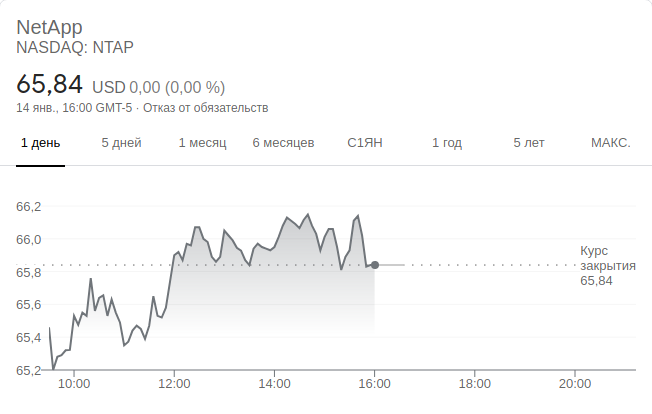 NetApp
NASDAQ: NTAP
65,84 USD 0,00 (0,00 %)
14 янв., 16:00 GMT-5 · Отказ от обязательств
1 день 5 дней 1 месяц 6 месяцев С1ЯН 1 год 5 лет МАКС.
66,2
66,0
Курс
закрытия
65,84
65,8
65,6
65,4
65,2
10:00 12:00 14:00 16:00 18:00 20:00